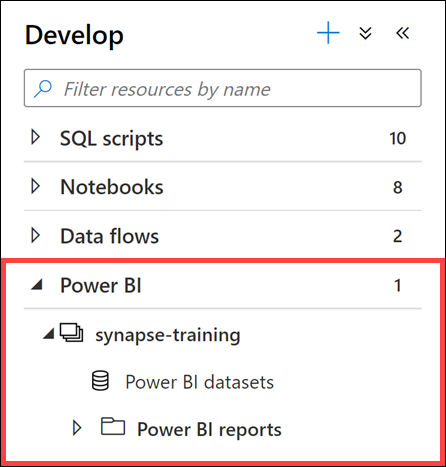 Develop
Filter resources by name
SQL scripts 10
Notebooks 8
Data flows 2
Power BI 1
synapse-training
Power BI datasets
Power BI reports